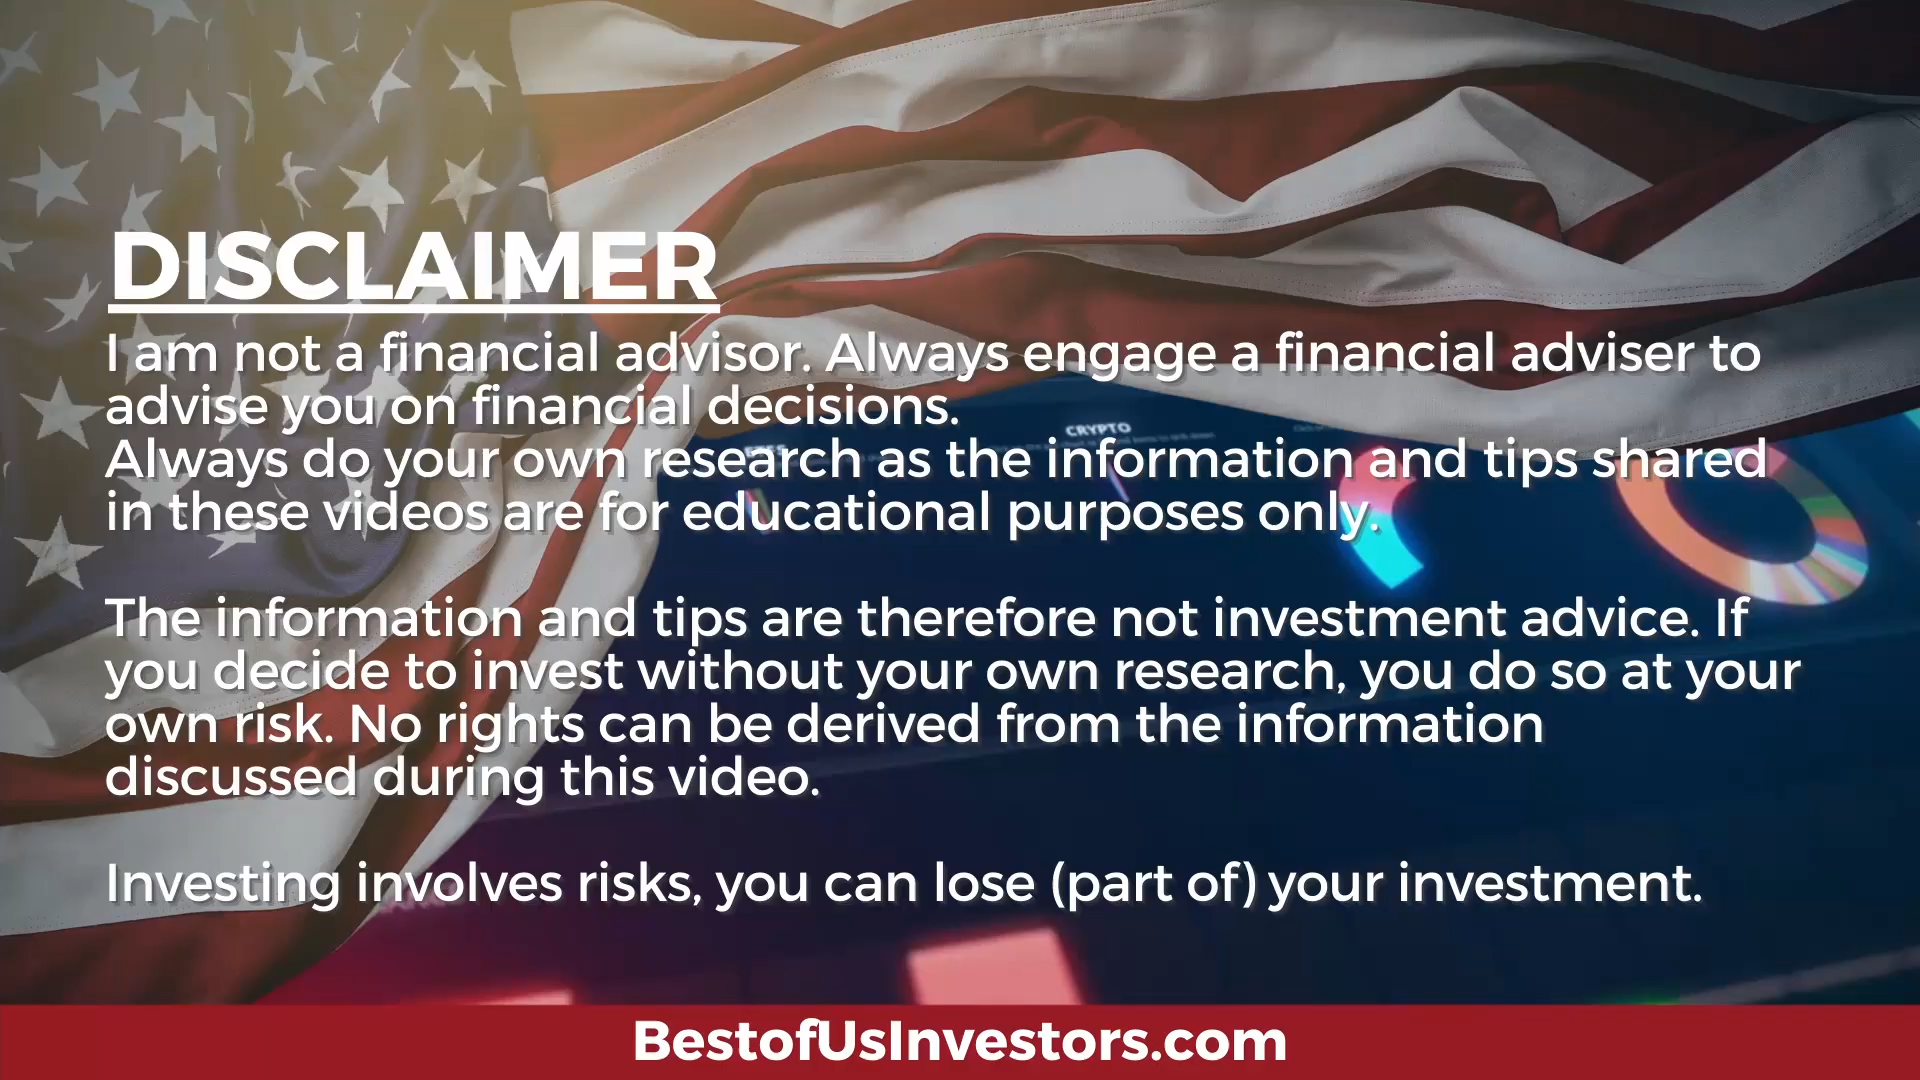 DISCLAIMER
I am not a financial advisor. Always engage a financial adviser to
advise you on financial decisions.
CRYPTO
Always do your own research as the information and tips shared
in these videos are for educational purposes only.
The information and tips are therefore not investment advice. If
you decide to invest without your own research, you do so at your
own risk. No rights can be derived from the information
discussed during this video.
Investing involves risks, you can lose (part of) your investment.
BestofUsInvestors.com